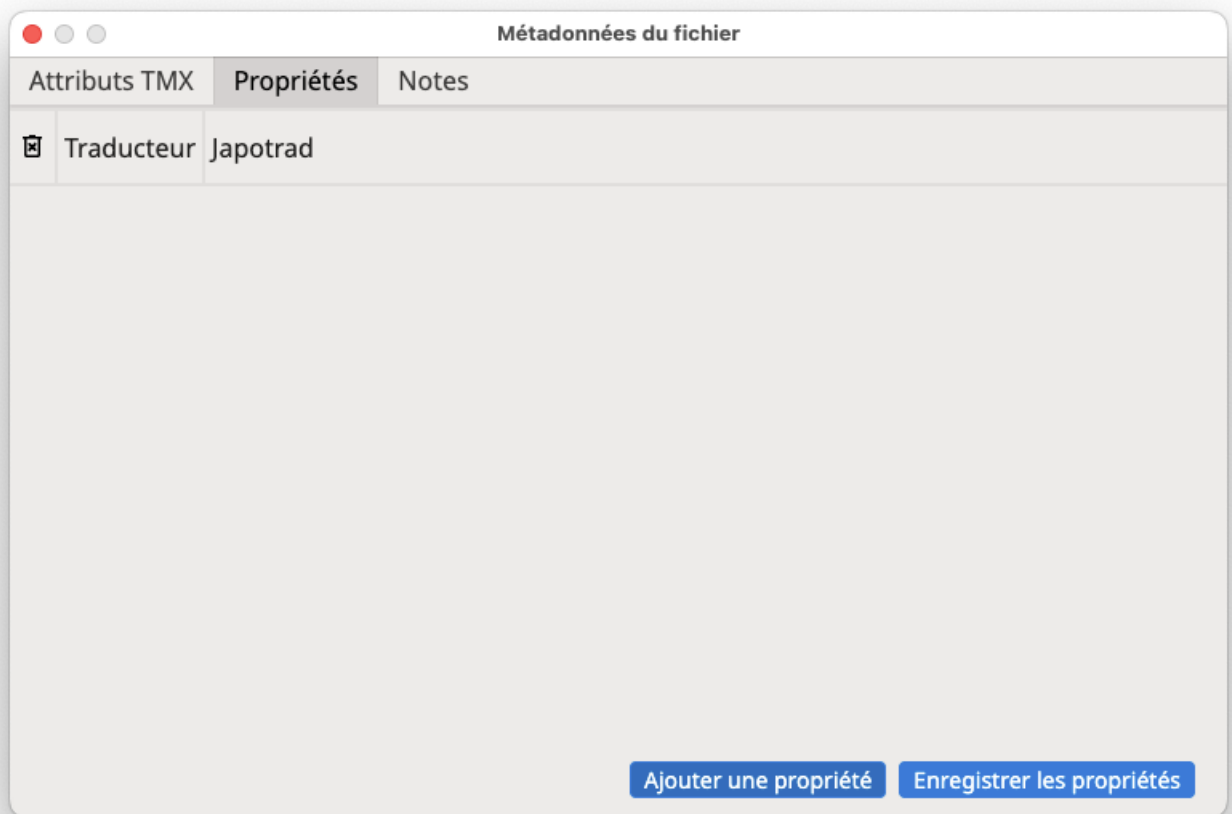 Métadonnées du fichier
Attributs TMX Propriétés Notes
Traducteur Japotrad
Ajouter une propriété Enregistrer les propriétés